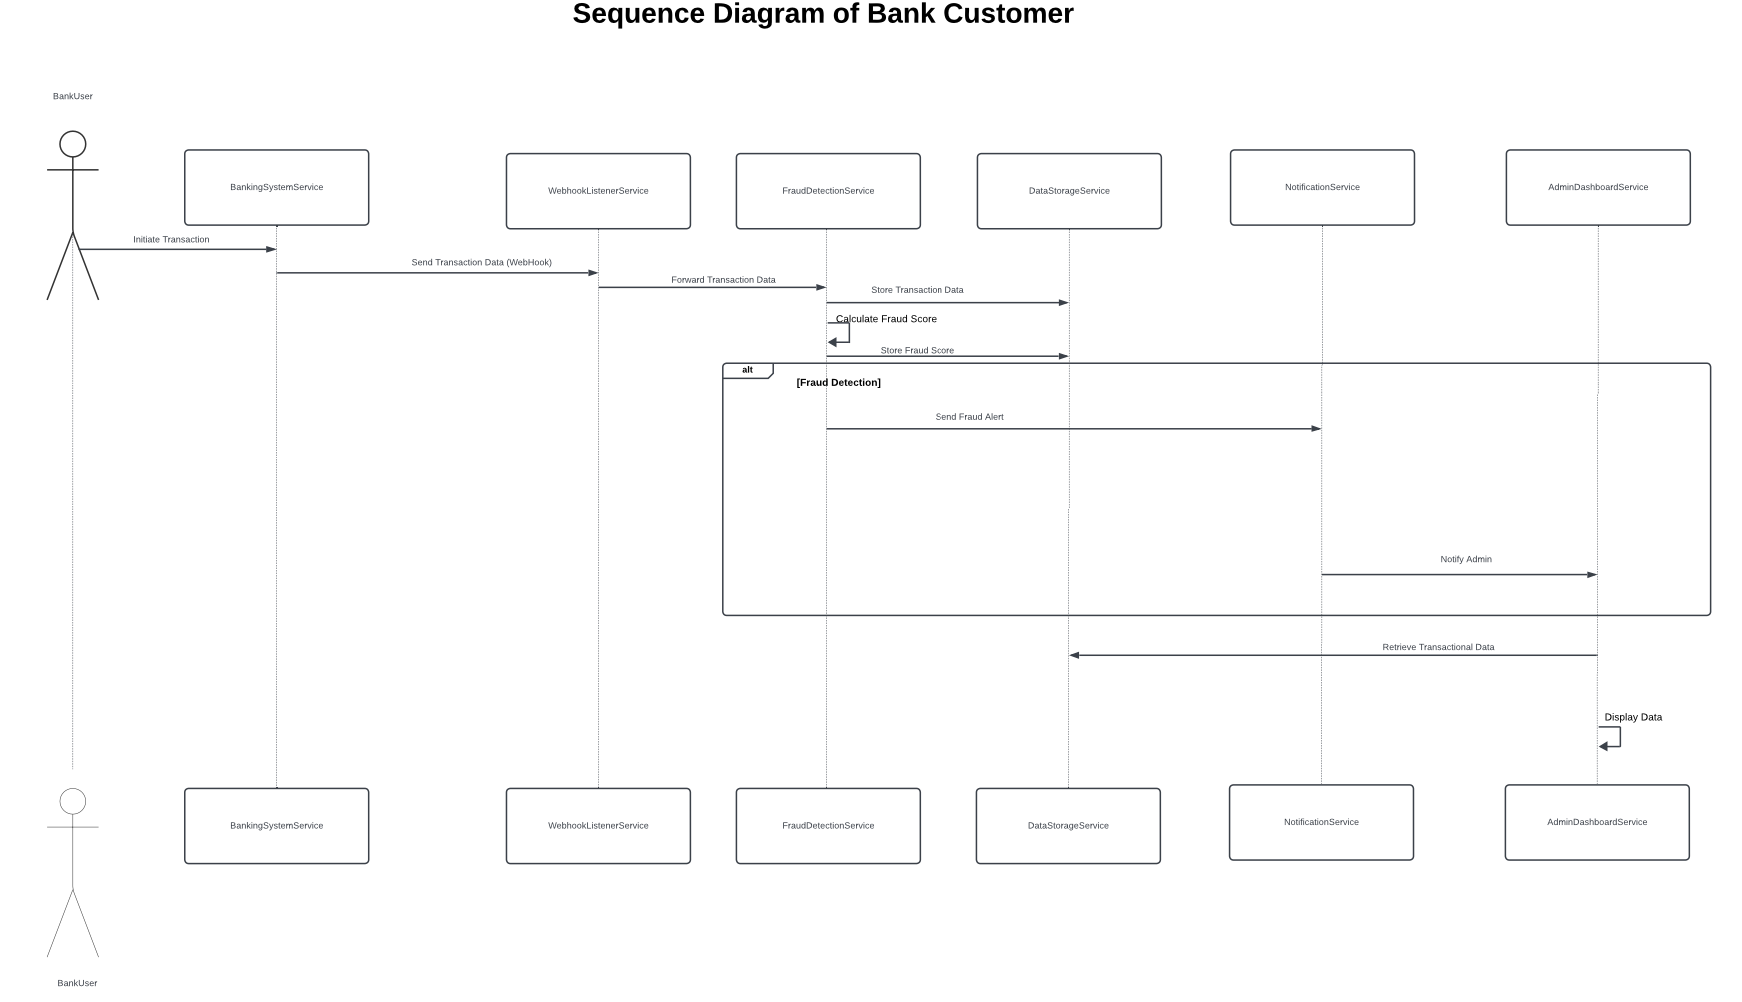 Sequence Diagram of Bank Customer
BankUser
BankingSystemService
WebhookListenerService
FraudDetectionService
DataStorageService
NotificationService
AdminDashboardService
Initiate Transaction
Send Transaction Data (WebHook)
Forward Transaction Data
Store Transaction Data
Calculate Fraud Score
Store Fraud Score
alt
[Fraud Detection]
Send Fraud Alert
Notify Admin
Retrieve Transactional Data
Display Data
BankingSystemService
WebhookListenerService
FraudDetectionService
DataStorageService
NotificationService
AdminDashboardService
BankUser